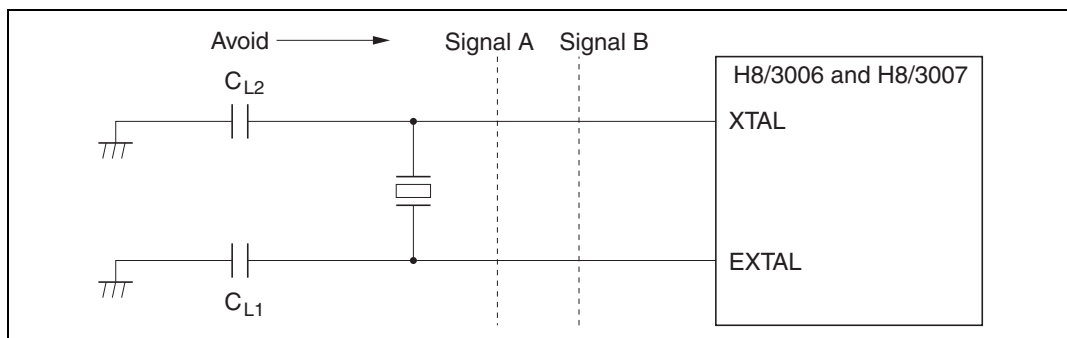 Avoid
Signal A
Signal B
H8/3006 and H8/3007
CL2
XTAL
EXTAL
CL1